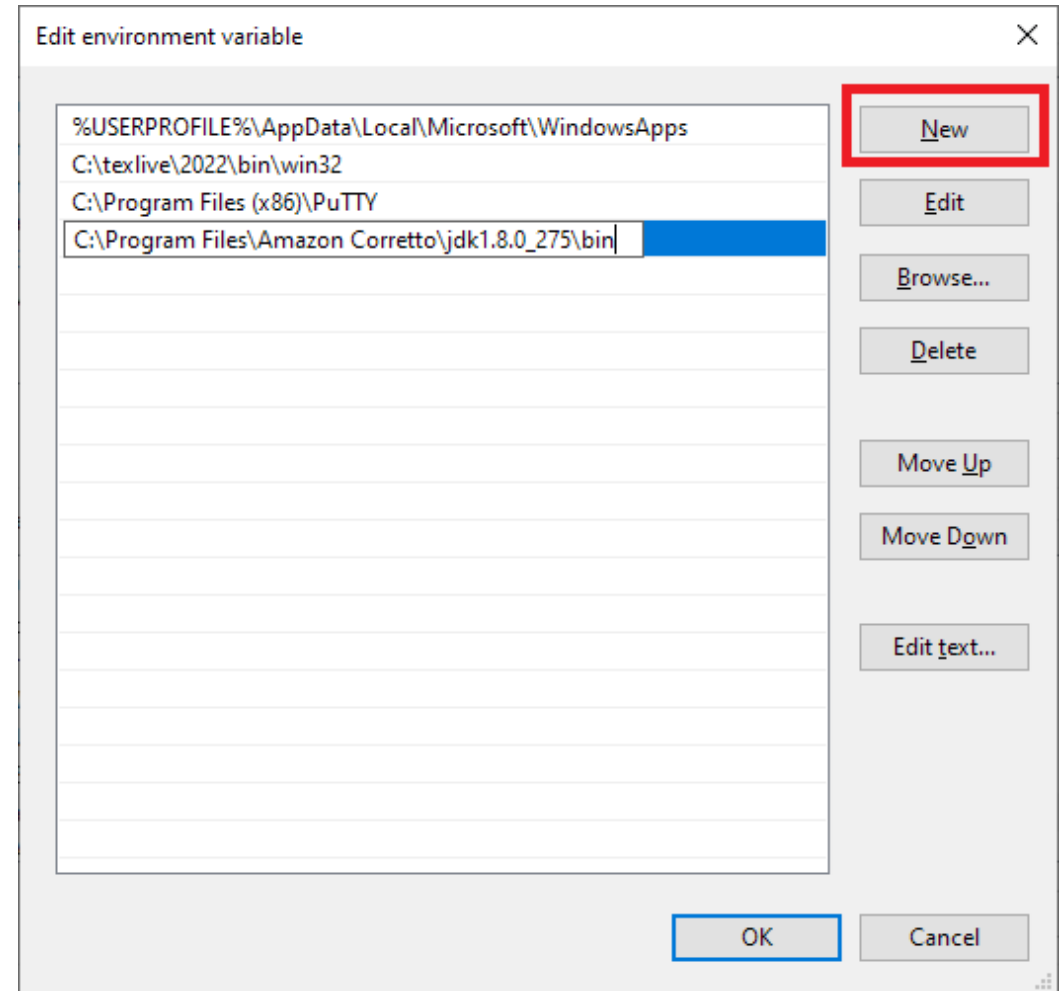 Edit environment variable
%USERPROFILE%\AppData\Local\Microsoft\WindowsApps
C:\texlive\2022\bin\win32
C:\Program Files (x86)\PuTTY
C:\Program Files\Amazon Corretto\jdk1.8.0_275\bin
New
Edit
Browse...
Delete
Move Up
Move Down
Edit text...
OK
Cancel